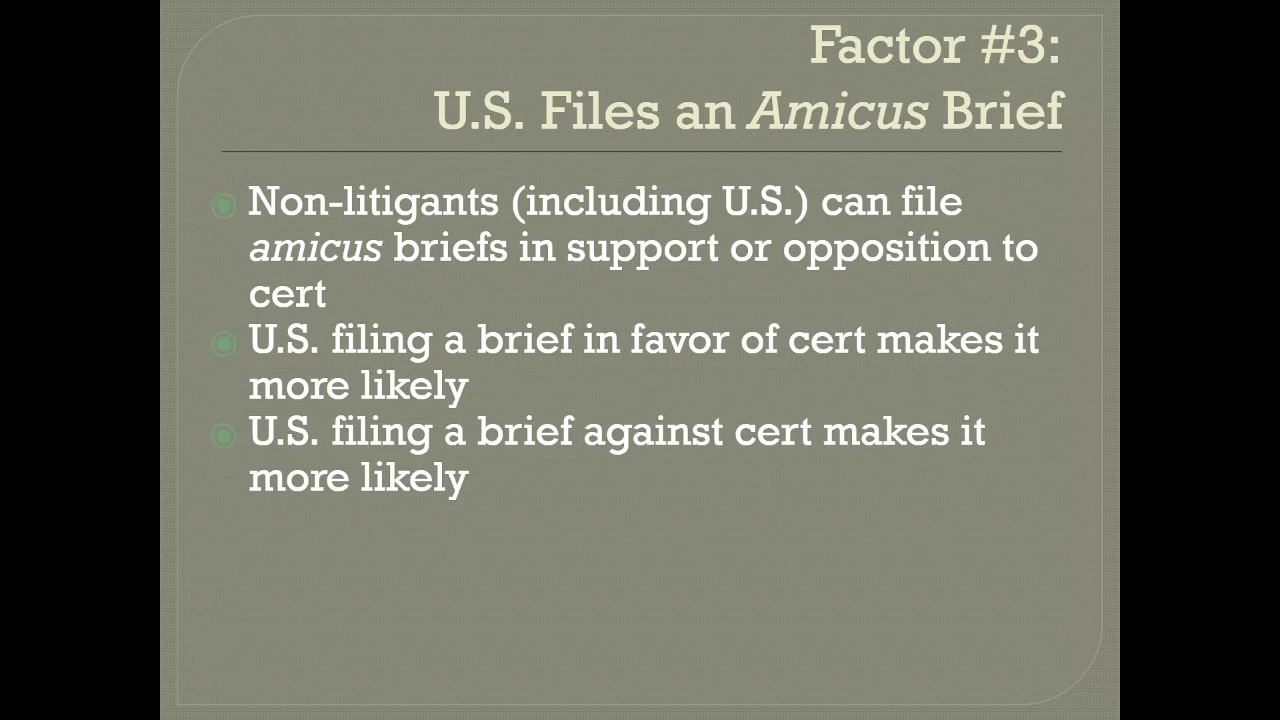 Factor #3:
U.S. Files an Amicus Brief
Non-litigants (including U.S.) can file
amicus briefs in support or opposition to
cert
U.S. filing a brief in favor of cert makes it
more likely
U.S. filing a brief against cert makes it
more likely